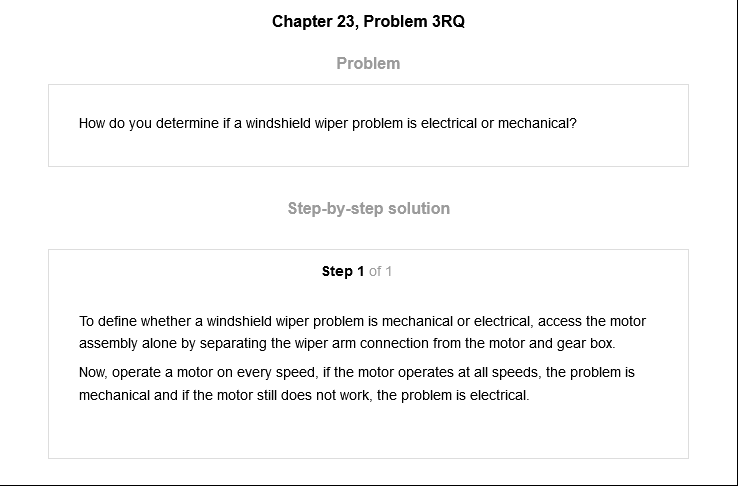 Chapter 23, Problem 3RQ
Problem
How do you determine if a windshield wiper problem is electrical or mechanical?
Step-by-step solution
Step 1 of 1
To define whether a windshield wiper problem is mechanical or electrical, access the motor
assembly alone by separating the wiper arm connection from the motor and gear box.
Now, operate a motor on every speed, if the motor operates at all speeds, the problem is
mechanical and if the motor still does not work, the problem is electrical.